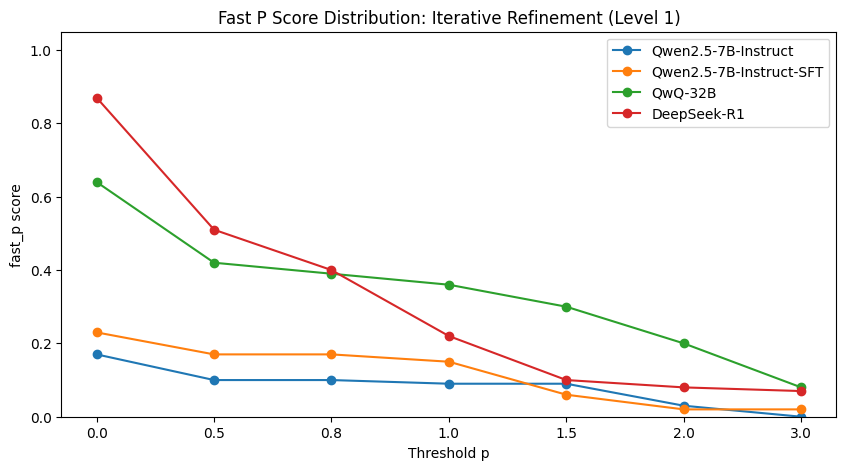 Fast P Score Distribution: Iterative Refinement (Level 1)
Qwen2.5-7B-Instruct
Qwen2.5-7B-Instruct-SFT
QwQ-32B
DeepSeek-R1
fast_p score
1.0
0.8
0.6
0.4
0.2
0.0
0.0 0.5 0.8 1.0 1.5 2.0 3.0
Threshold p